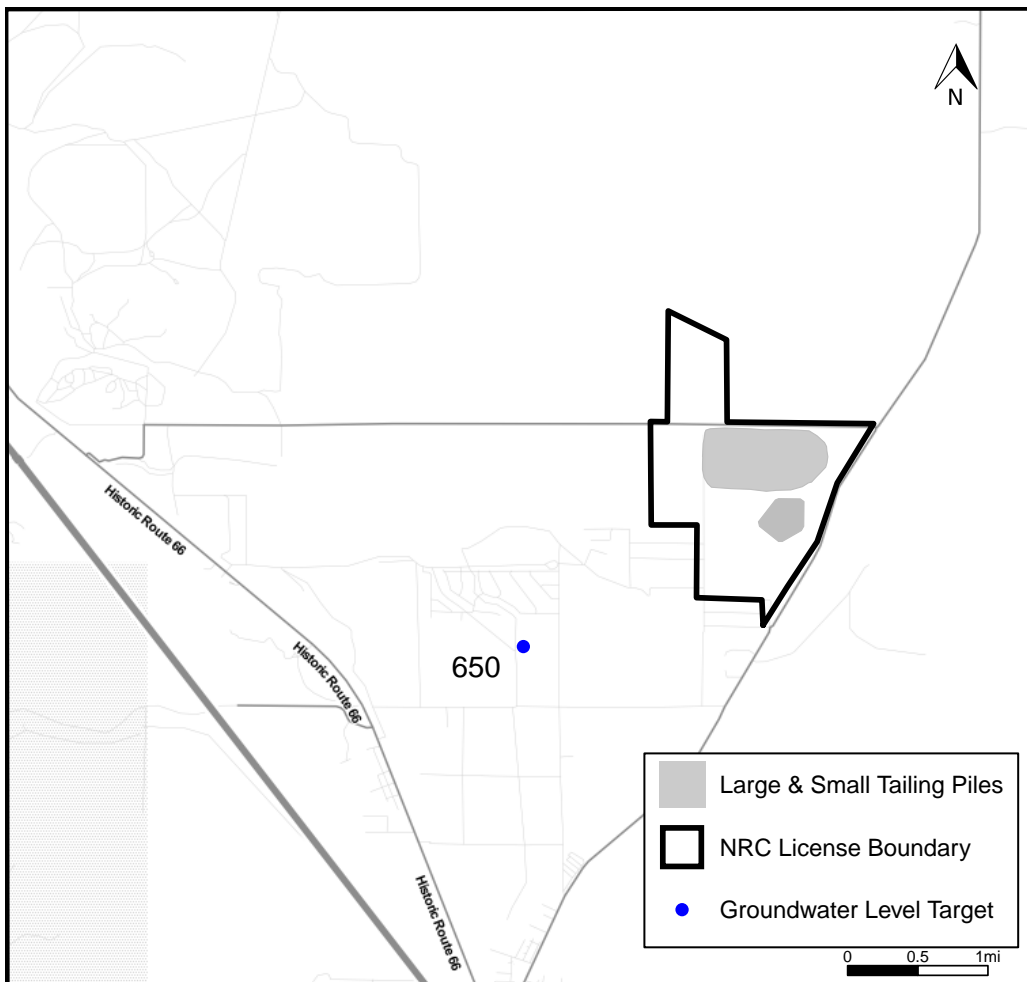 N
Historic Route 66
Historic Route 66
650
Historic Route 66
Large & Small Tailing Piles
NRC License Boundary
Groundwater Level Target
0 0.5 1mi